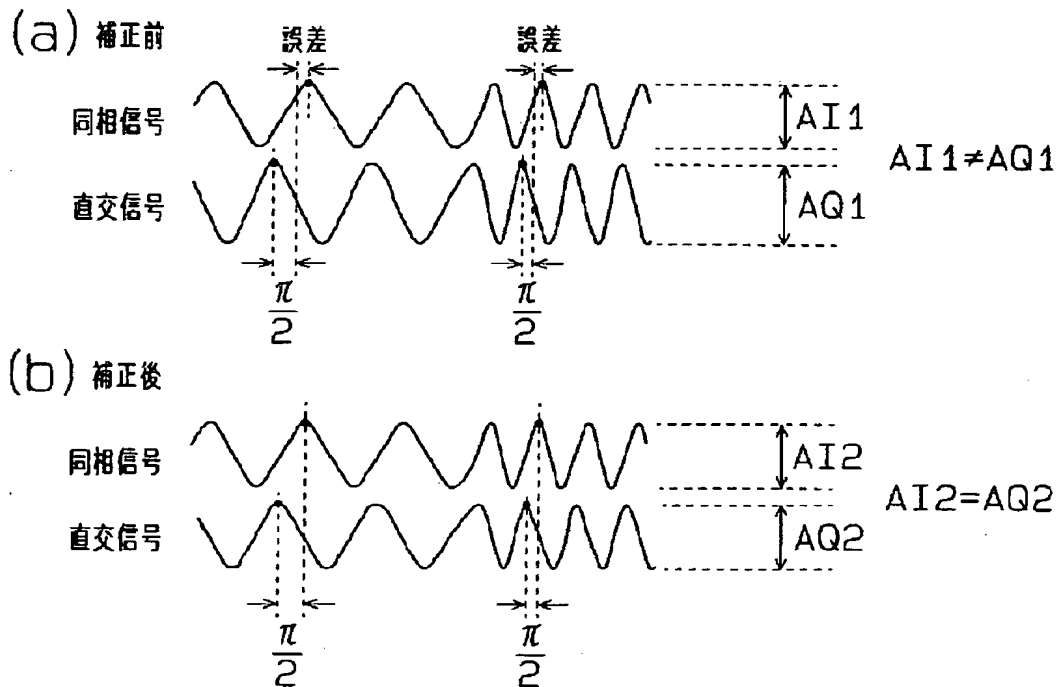 (a) 補正前
誤差 誤差
同相信号
AI1
AI1≠AQ1
直交信号
AQ1
π/2 π/2
(b) 補正後
同相信号
AI2
AI2=AQ2
直交信号
AQ2
π/2 π/2